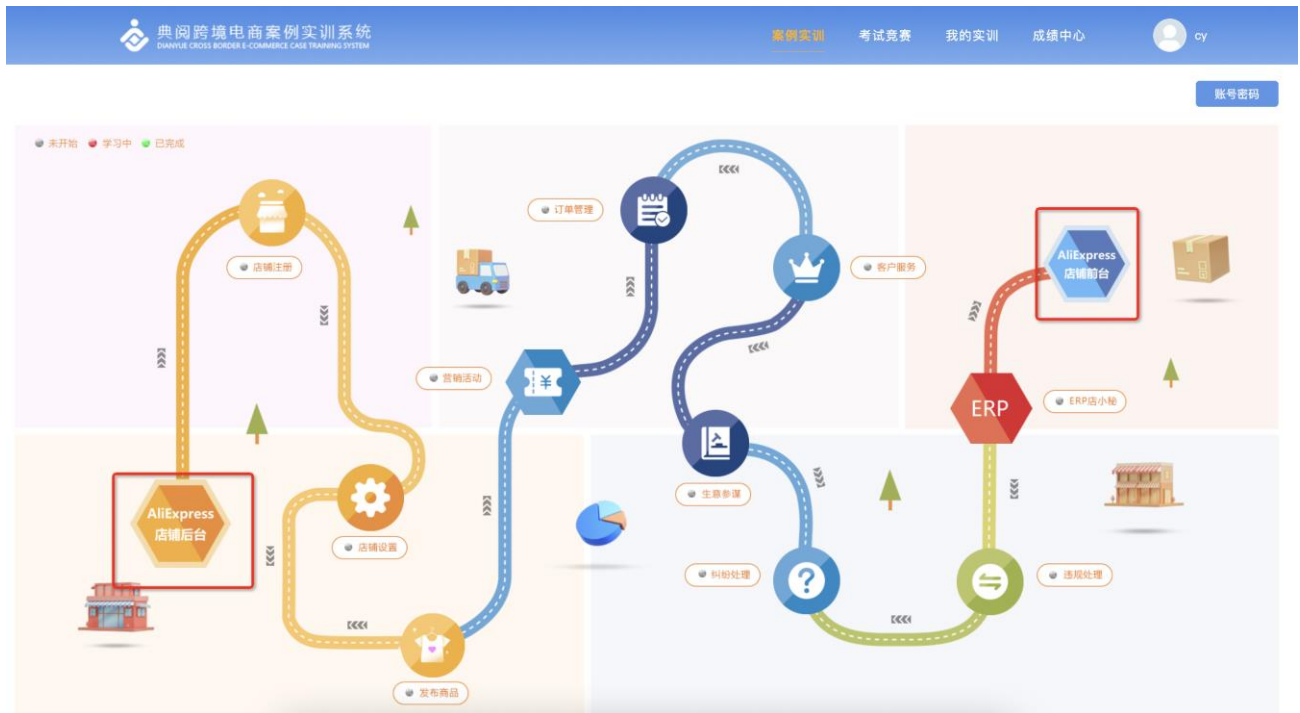 典阅跨境电商案例实训系统
DIANYUE CROSS BORDER E-COMMERCE CASE TRAINING SYSTEM
案例实训
考试竞赛
我的实训
成绩中心
cy
账号密码
未开始 学习中 已完成
店铺注册
订单管理
客户服务
AliExpress
店铺前台
营销活动
ERP
ERP店小秘
AliExpress
店铺后台
店铺设置
生意参谋
纠纷处理
违规处理
发布商品